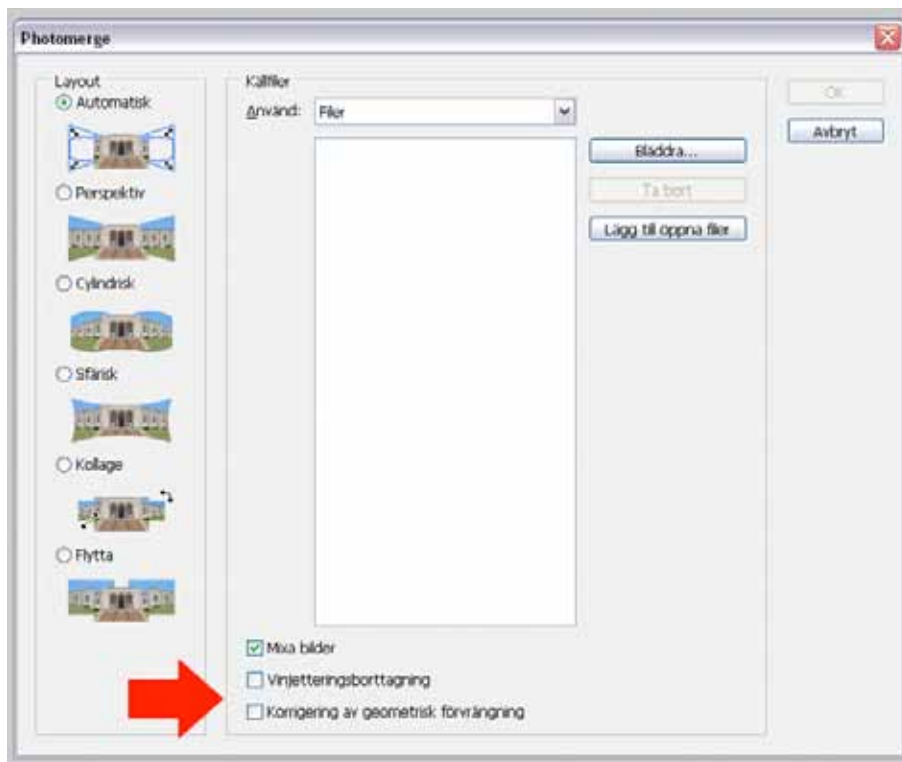 Photomerge
Layout
Automatisk
Perspektiv
Cylindrisk
Sfärisk
Kollage
Flytta
Källfiler
Använd: Filer
Bläddra...
Ta bort
Lägg till öppna filer
Mixa bilder
Vinjetteringsborttagning
Korrigering av geometrisk förvrängning
OK
Avbryt